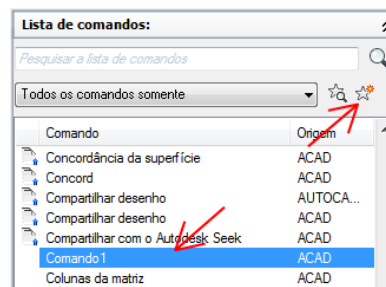 Lista de comandos:
Pesquisar a lista de comandos
Todos os comandos somente
Comando Origem
Concordância da superfície ACAD
Concord ACAD
Compartilhar desenho AUTOCA...
Compartilhar desenho ACAD
Compartilhar com o Autodesk Seek ACAD
Comando1 ACAD
Colunas da matriz ACAD